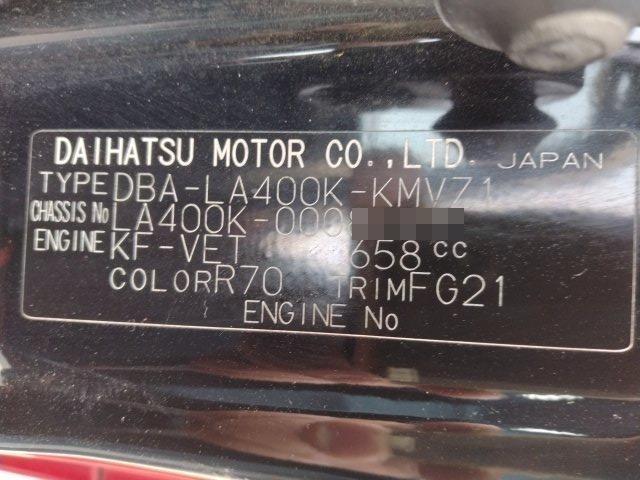 DAIHATSU MOTOR CO.,LTD. JAPAN
TYPE DBA-LA400K-KMVZ1
CHASSIS No LA400K-000
ENGINE KF-VET 658 cc
COLOR R70 TRIM FG21
ENGINE No